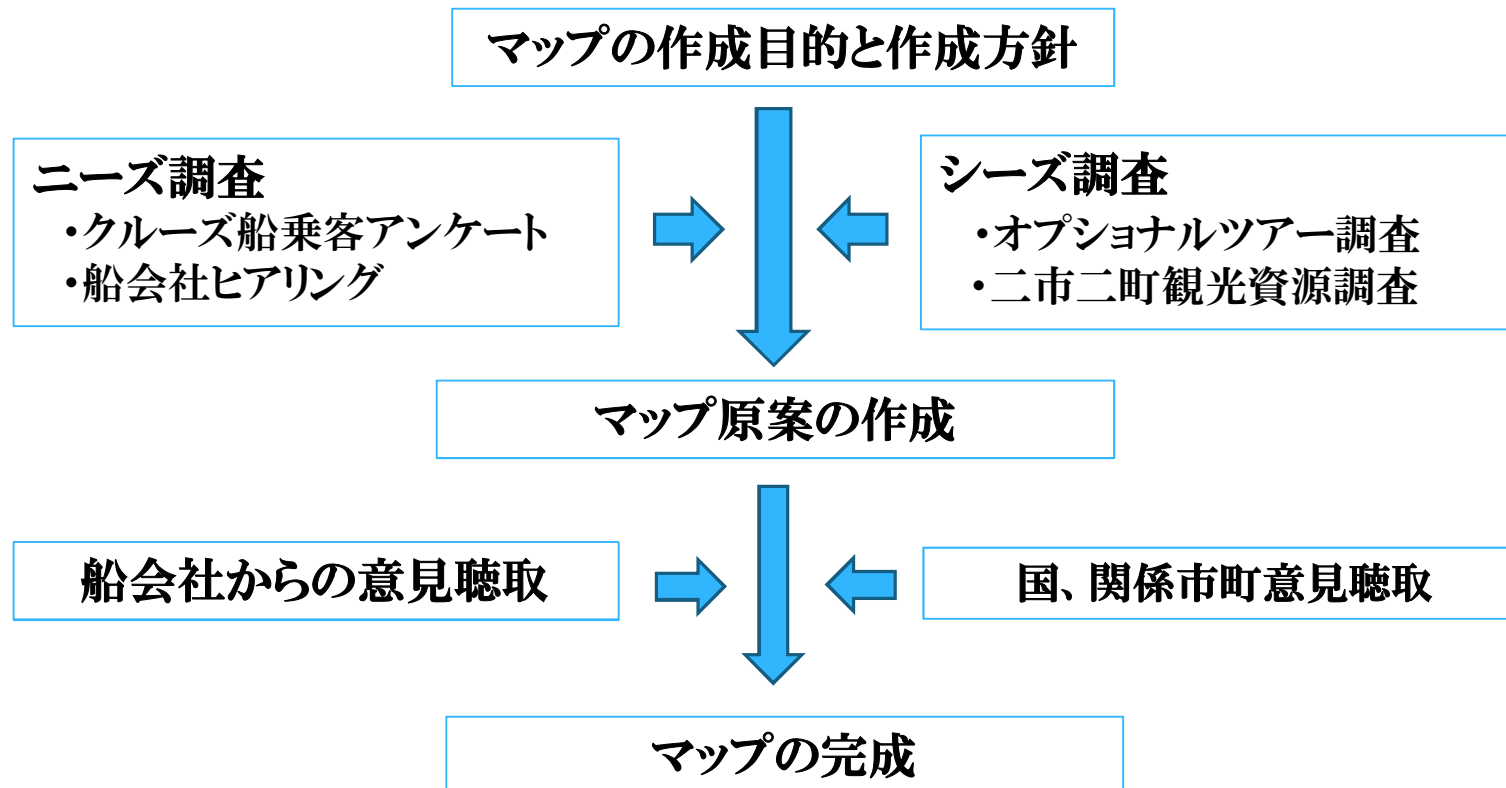 マップの作成目的と作成方針
ニーズ調査
・クルーズ船乗客アンケート
・船会社ヒアリング
シーズ調査
・オプショナルツアー調査
・二市二町観光資源調査
マップ原案の作成
船会社からの意見聴取
国、関係市町意見聴取
マップの完成